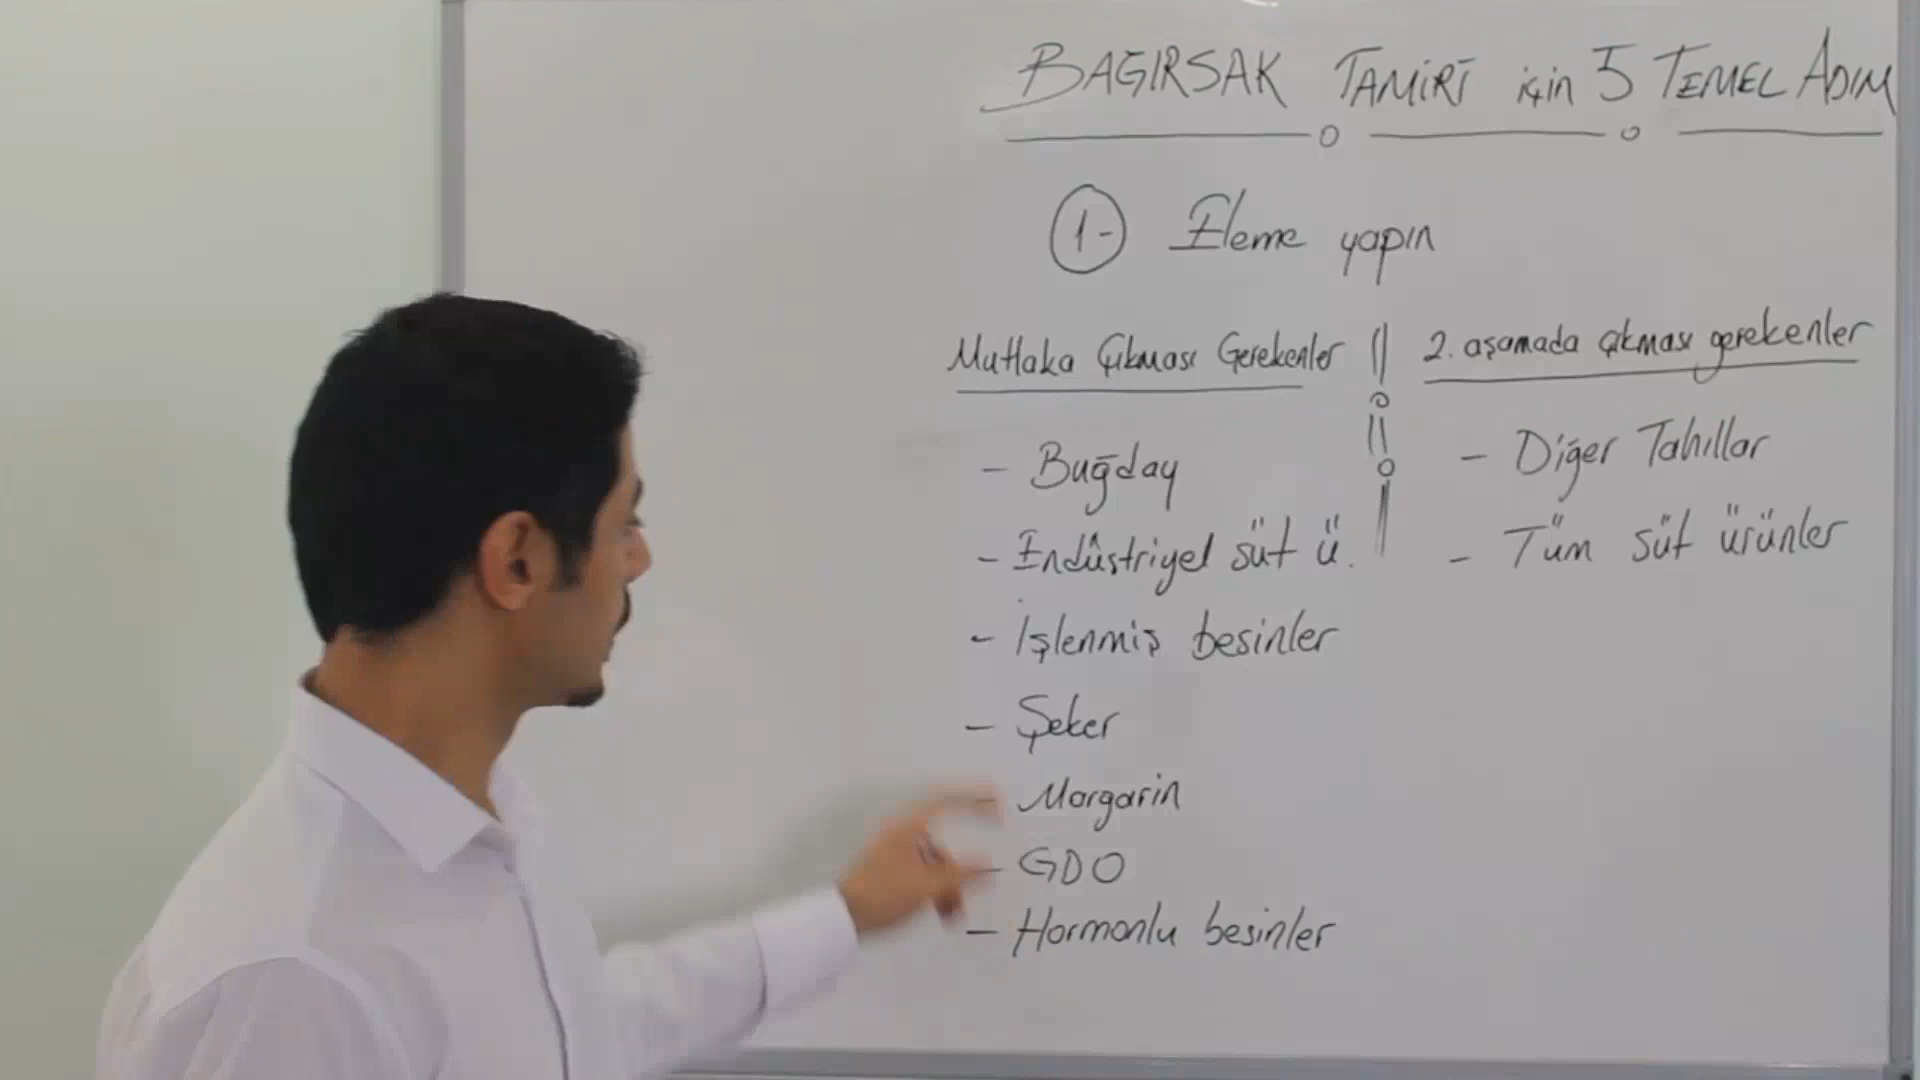 BAĞIRSAK TAMİRİ için 5 TEMEL ADIM
1- Eleme yapın
Mutlaka Çıkması Gerekenler
- Buğday
- Endüstriyel süt ü.
- İşlenmiş besinler
- Şeker
- Margarin
- GDO
- Hormonlu besinler
2. aşamada çıkması gerekenler
- Diğer Tahıllar
- Tüm süt ürünler